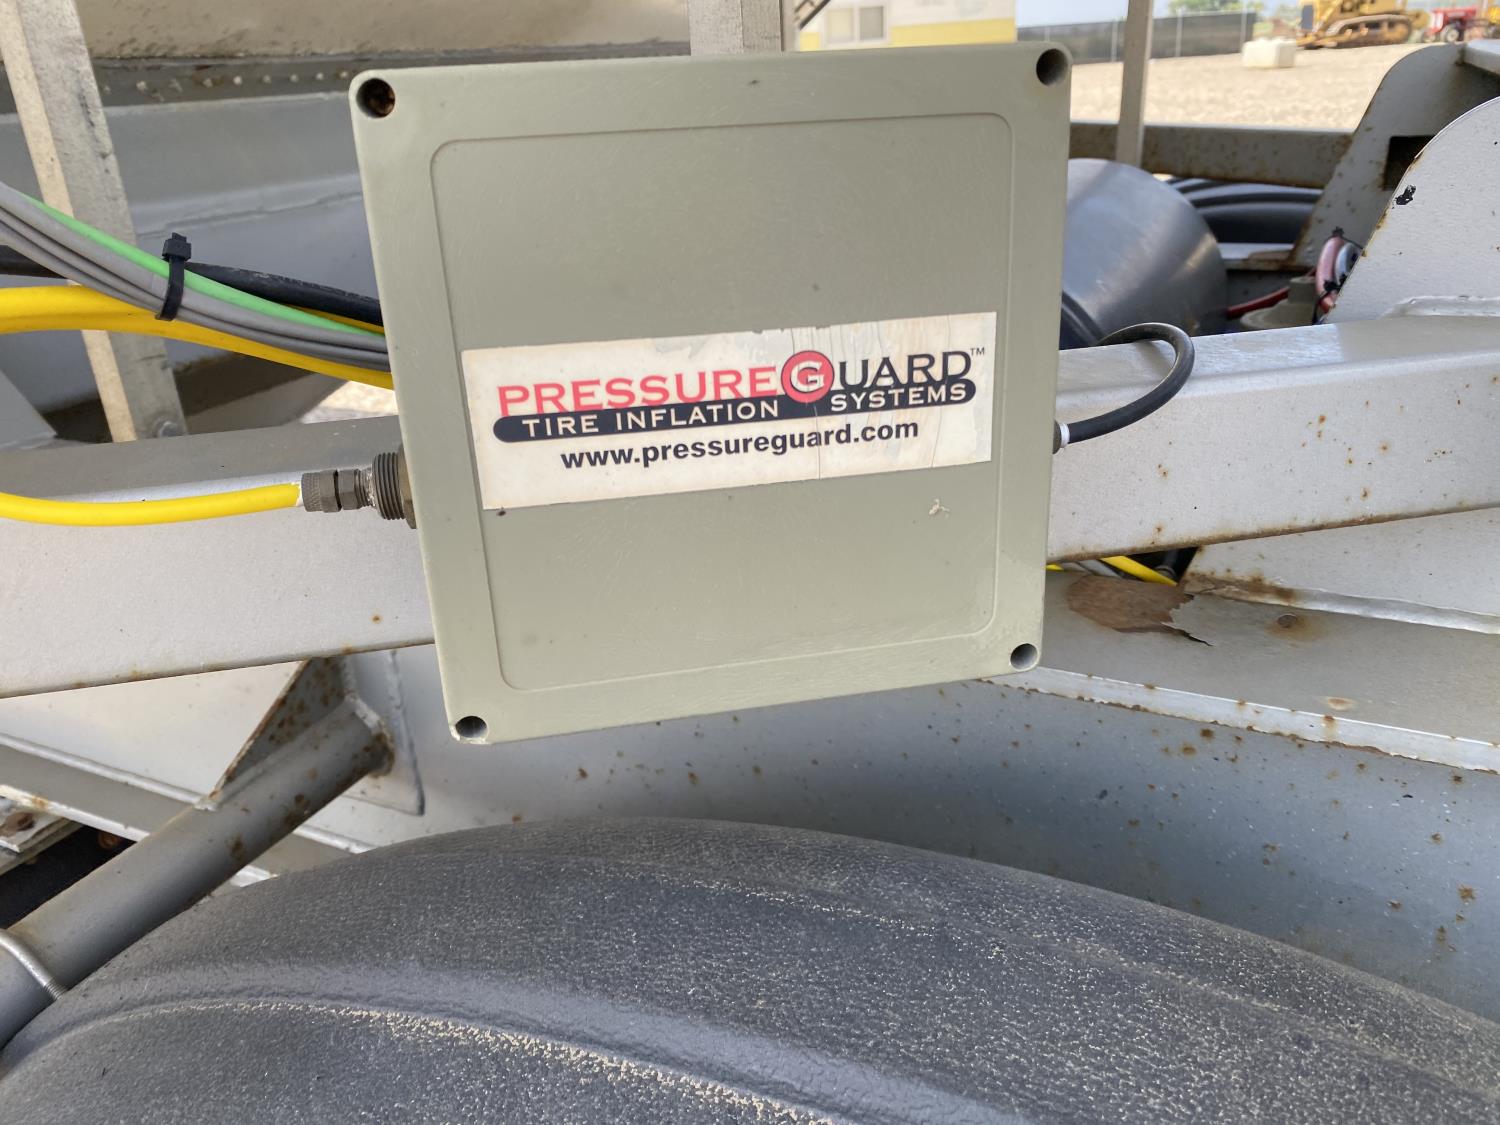 PRESSUREGUARD™
TIRE INFLATION SYSTEMS
www.pressureguard.com